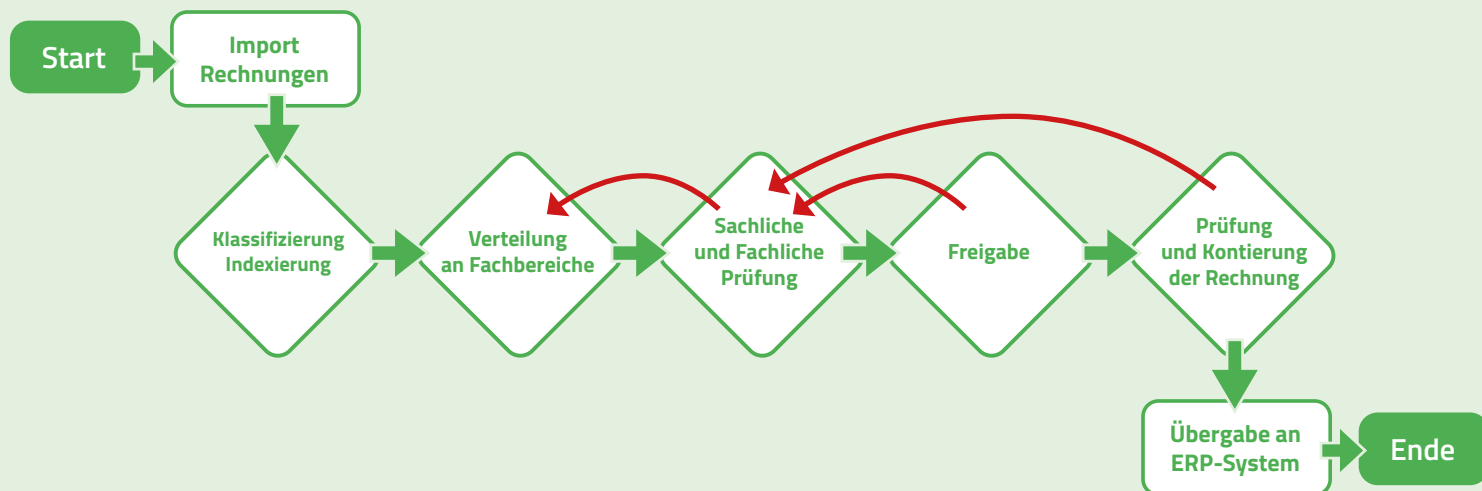 Start
Import
Rechnungen
Klassifizierung
Indexierung
Verteilung
an Fachbereiche
Sachliche
und Fachliche
Prüfung
Freigabe
Prüfung
und Kontierung
der Rechnung
Übergabe an
ERP-System
Ende